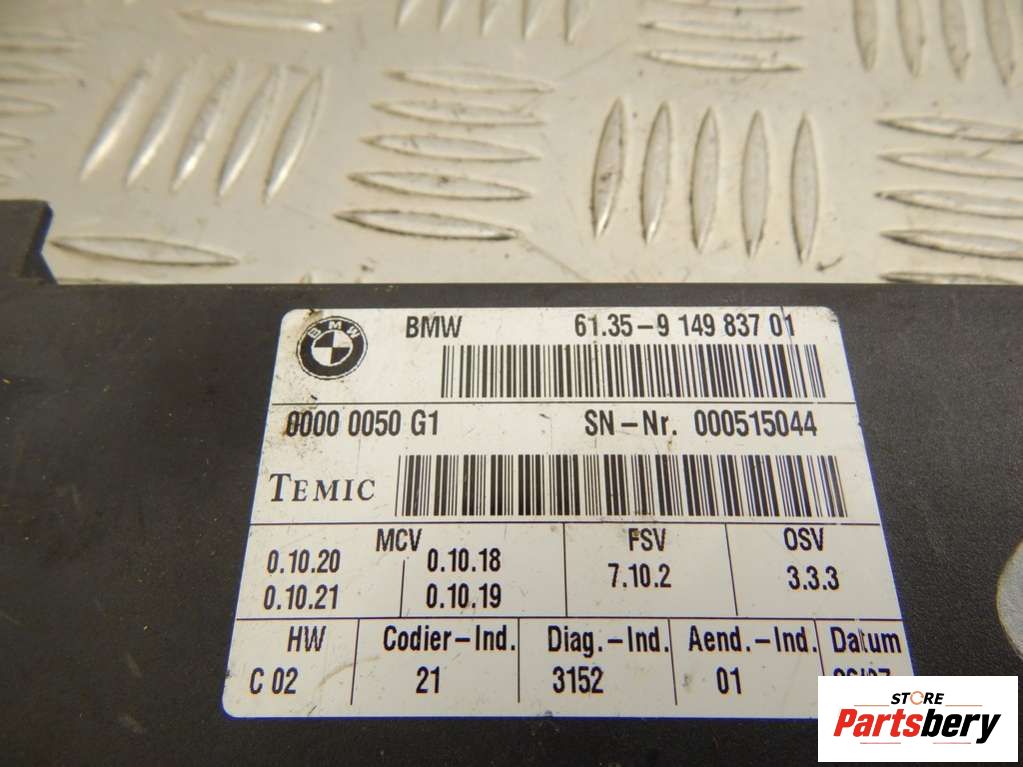 BMW
BMW 61.35-9 149 837 01
0000 0050 G1 SN-Nr. 000515044
TEMIC
MCV FSV OSV
0.10.20 0.10.18 7.10.2 3.3.3
0.10.21 0.10.19
HW Codier-Ind. Diag.-Ind. Aend.-Ind. Datum
C 02 21 3152 01
STORE
Partsbery